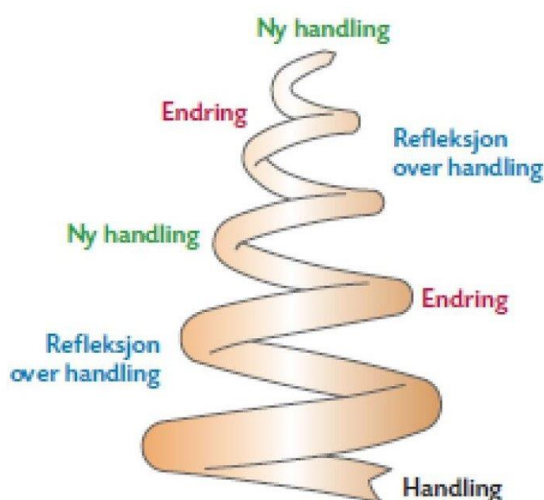 Ny handling
Endring
Refleksjon
over handling
Ny handling
Endring
Refleksjon
over handling
Handling